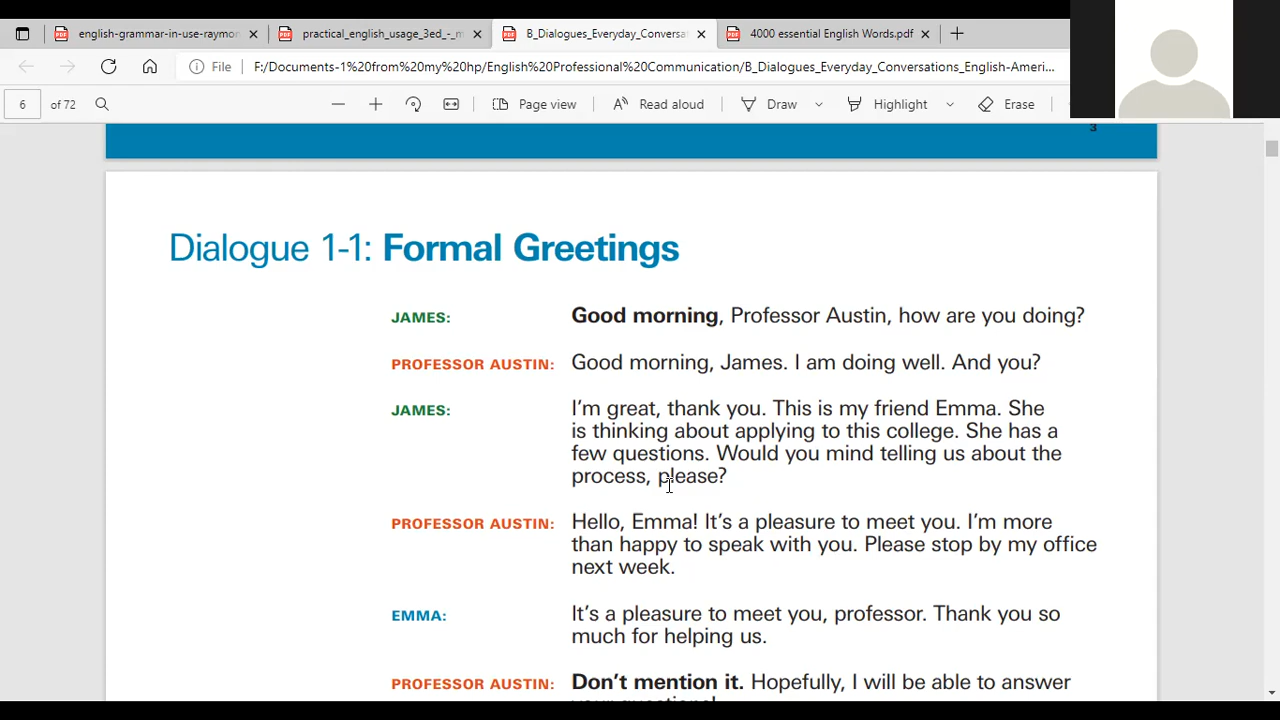 english-grammar-in-use-raymon
practical_english_usage_3ed_-_m
B_Dialogues_Everyday_Conversa
4000 essential English Words.pdf
File
F:/Documents-1%20from%20my%20hp/English%20Professional%20Communication/B_Dialogues_Everyday_Conversations_English-Ameri...
6 of 72
Page view
Read aloud
Draw
Highlight
Erase
3
Dialogue 1-1: Formal Greetings
JAMES: Good morning, Professor Austin, how are you doing?
PROFESSOR AUSTIN: Good morning, James. I am doing well. And you?
JAMES: I'm great, thank you. This is my friend Emma. She
is thinking about applying to this college. She has a
few questions. Would you mind telling us about the
process, please?
PROFESSOR AUSTIN: Hello, Emma! It's a pleasure to meet you. I'm more
than happy to speak with you. Please stop by my office
next week.
EMMA: It's a pleasure to meet you, professor. Thank you so
much for helping us.
PROFESSOR AUSTIN: Don't mention it. Hopefully, I will be able to answer